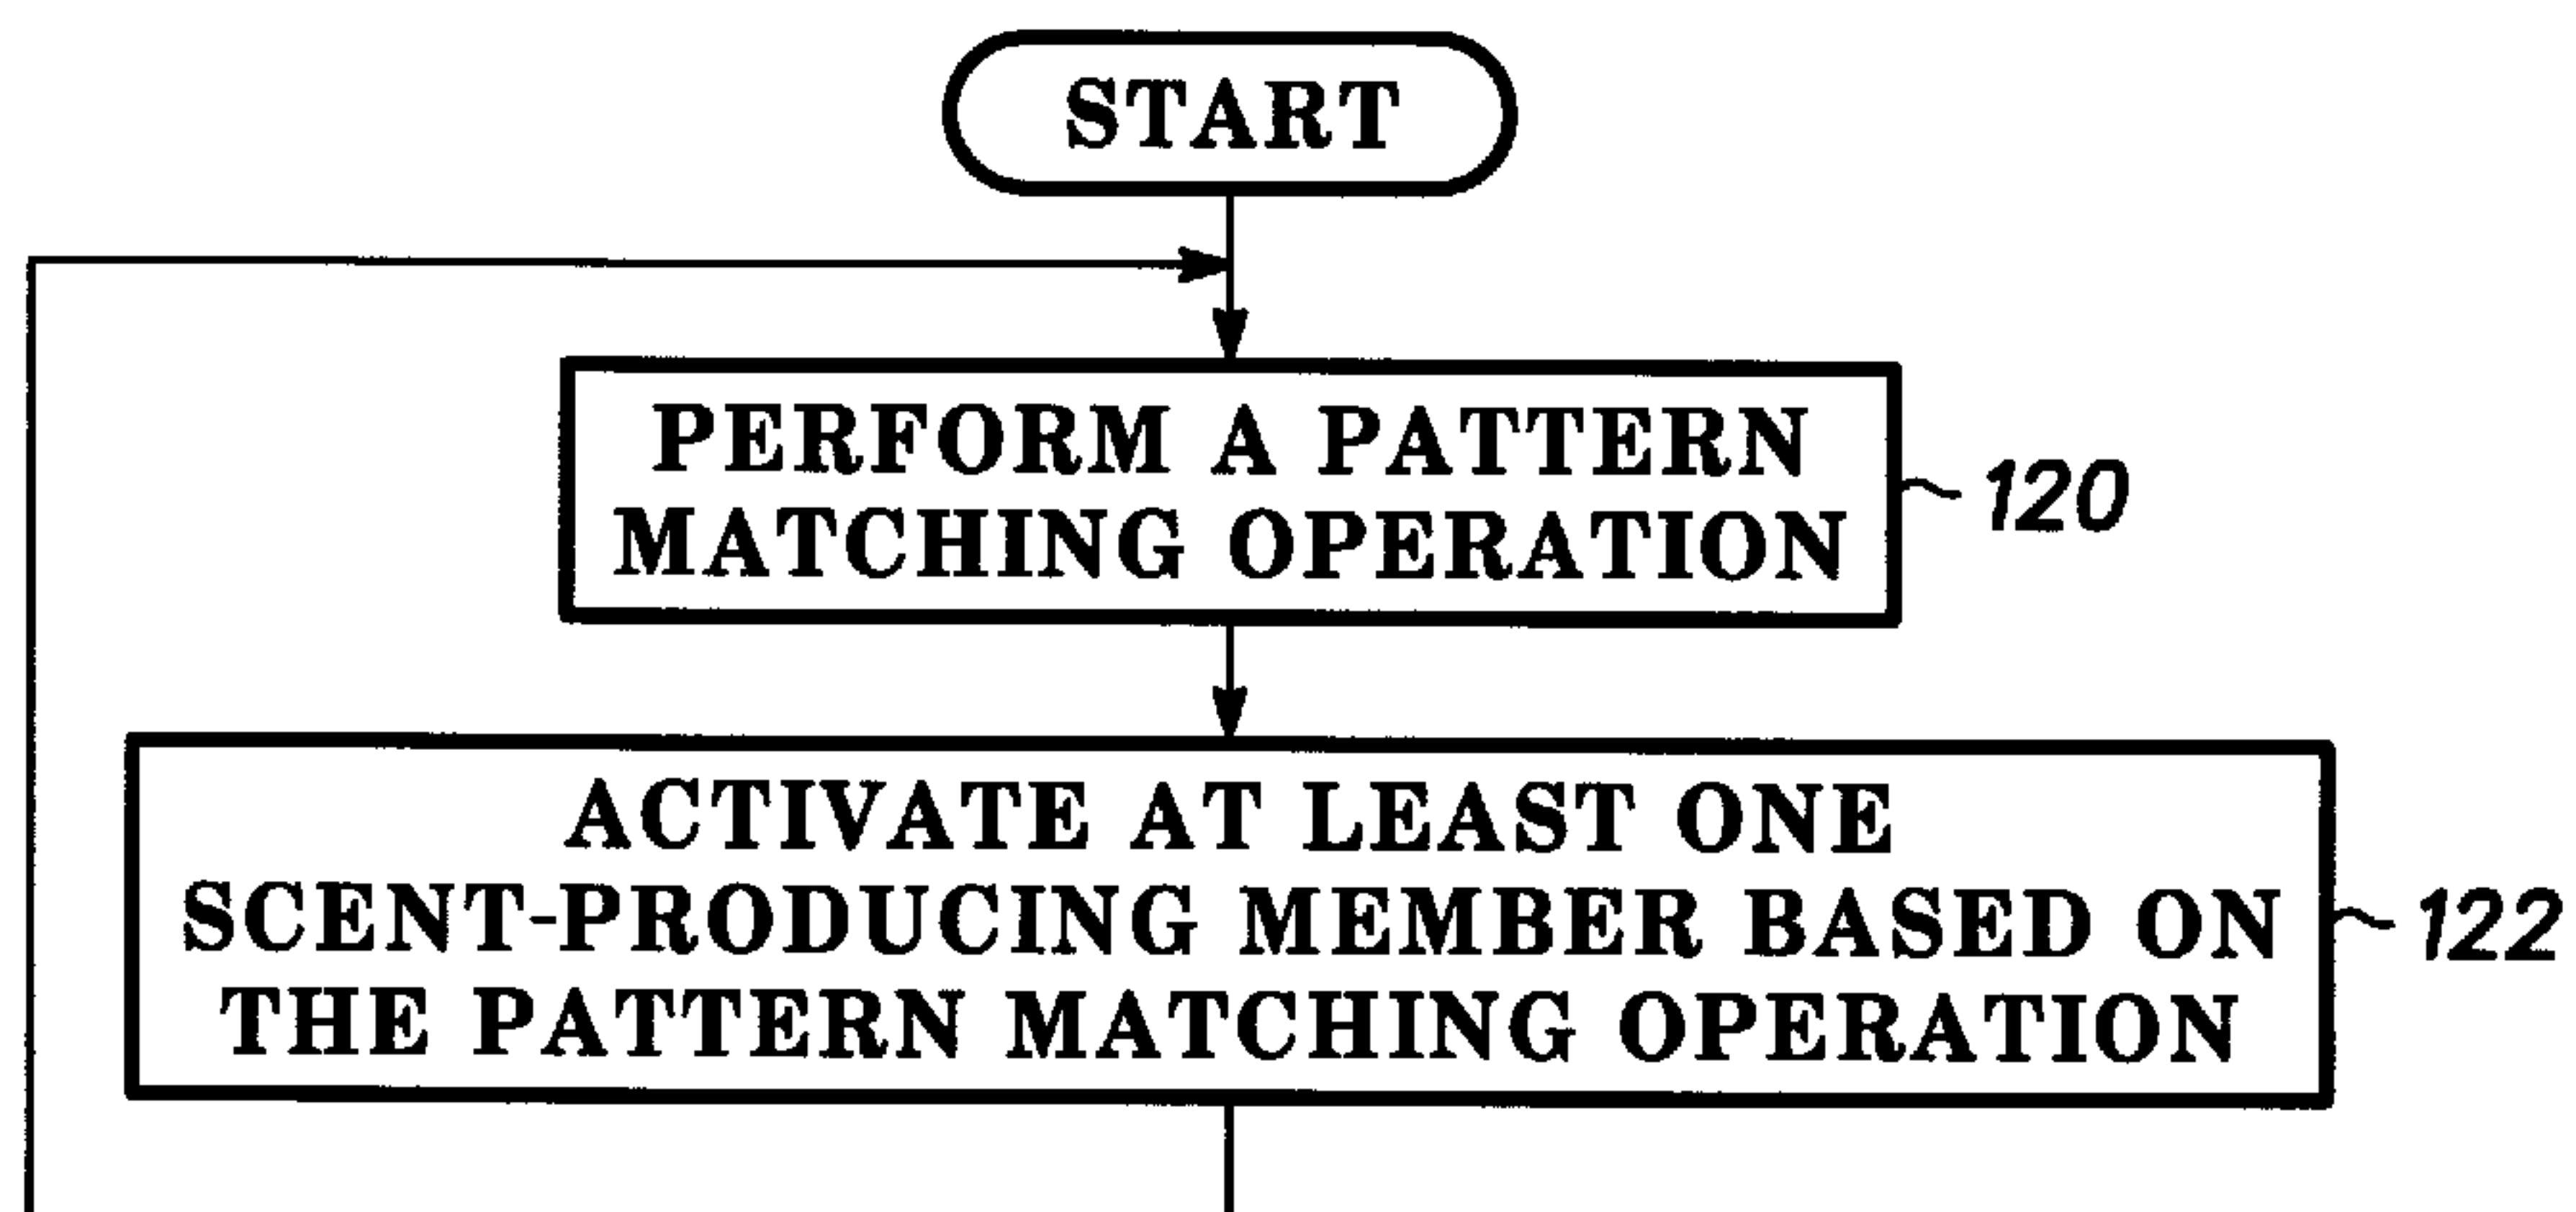 START
PERFORM A PATTERN
MATCHING OPERATION
120
ACTIVATE AT LEAST ONE
SCENT-PRODUCING MEMBER BASED ON
THE PATTERN MATCHING OPERATION
122